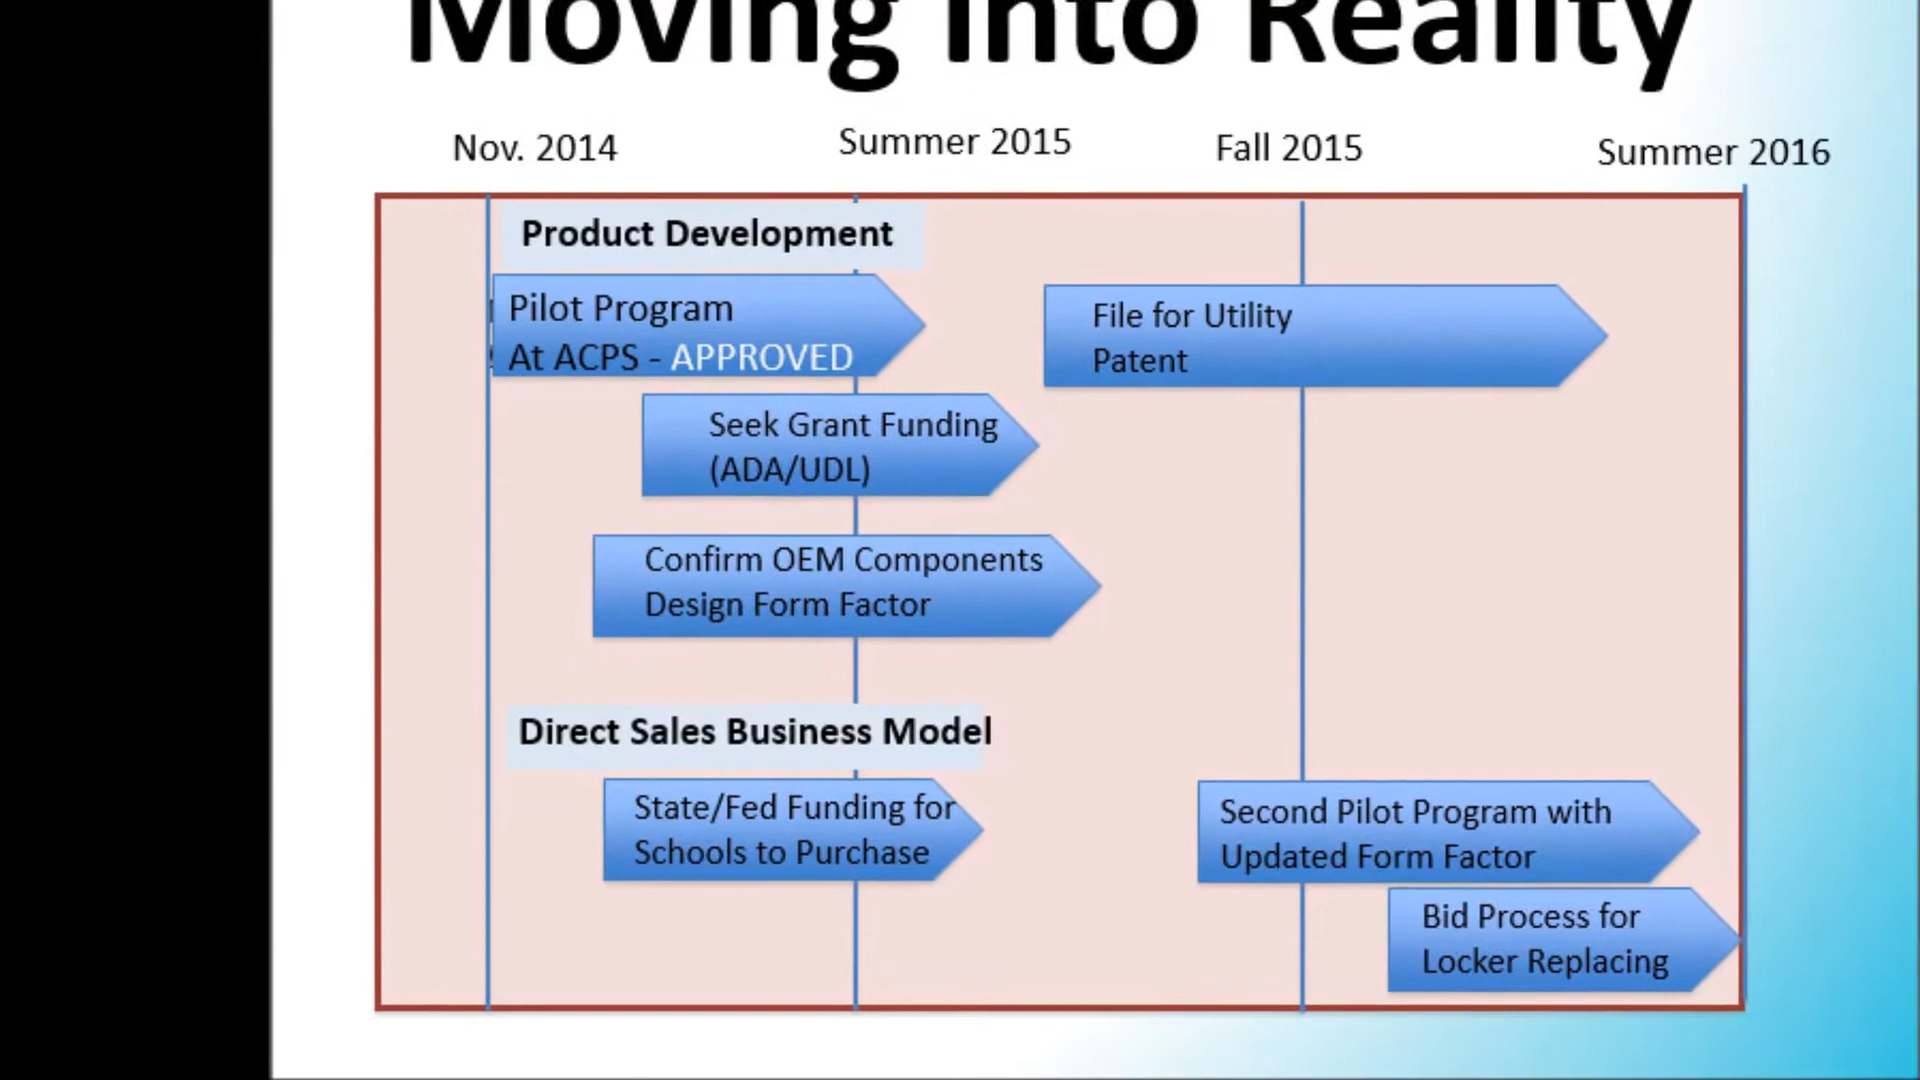 Moving into Reality
Nov. 2014
Summer 2015
Fall 2015
Summer 2016
Product Development
Pilot Program
At ACPS - APPROVED
File for Utility
Patent
Seek Grant Funding
(ADA/UDL)
Confirm OEM Components
Design Form Factor
Direct Sales Business Model
State/Fed Funding for
Schools to Purchase
Second Pilot Program with
Updated Form Factor
Bid Process for
Locker Replacing